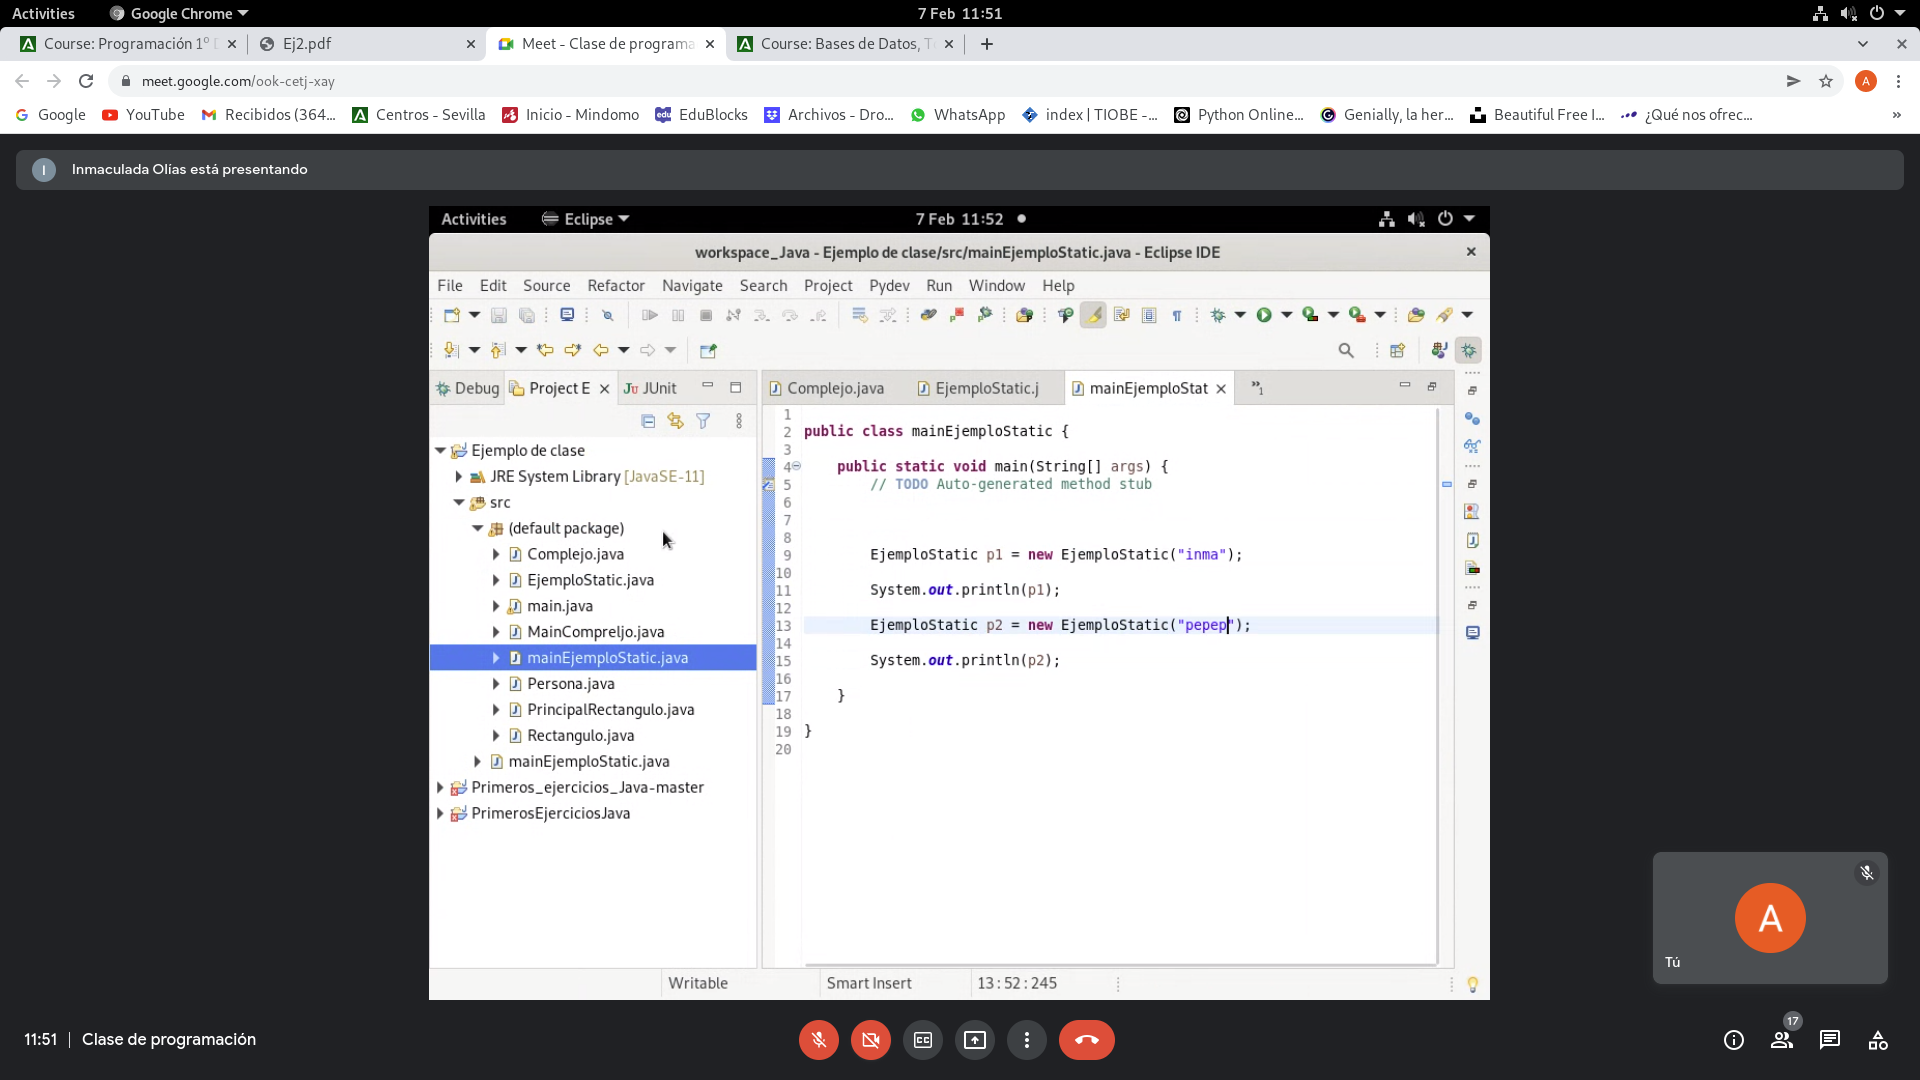 Activities Google Chrome 7 Feb 11:51
Course: Programación 1º D Ej2.pdf Meet - Clase de programa Course: Bases de Datos, T
meet.google.com/ook-cetj-xay A
Google YouTube Recibidos (364... Centros - Sevilla Inicio - Mindomo EduBlocks Archivos - Dro... WhatsApp index | TIOBE -... Python Online... Genially, la her... Beautiful Free I... ¿Qué nos ofrec... »
I Inmaculada Olías está presentando
Activities Eclipse 7 Feb 11:52
workspace_Java - Ejemplo de clase/src/mainEjemploStatic.java - Eclipse IDE
File Edit Source Refactor Navigate Search Project Pydev Run Window Help
Debug Project E JUnit Complejo.java EjemploStatic.j mainEjemploStat »1
Ejemplo de clase
JRE System Library [JavaSE-11]
src
(default package)
Complejo.java
EjemploStatic.java
main.java
MainCompreljo.java
mainEjemploStatic.java
Persona.java
PrincipalRectangulo.java
Rectangulo.java
mainEjemploStatic.java
Primeros_ejercicios_Java-master
PrimerosEjerciciosJava
1
2 public class mainEjemploStatic {
3
4 public static void main(String[] args) {
5 // TODO Auto-generated method stub
6
7
8
9 EjemploStatic p1 = new EjemploStatic("inma");
10
11 System.out.println(p1);
12
13 EjemploStatic p2 = new EjemploStatic("pepep");
14
15 System.out.println(p2);
16
17 }
18
19 }
20
Writable Smart Insert 13 : 52 : 245
A
Tú
11:51 | Clase de programación CC 17